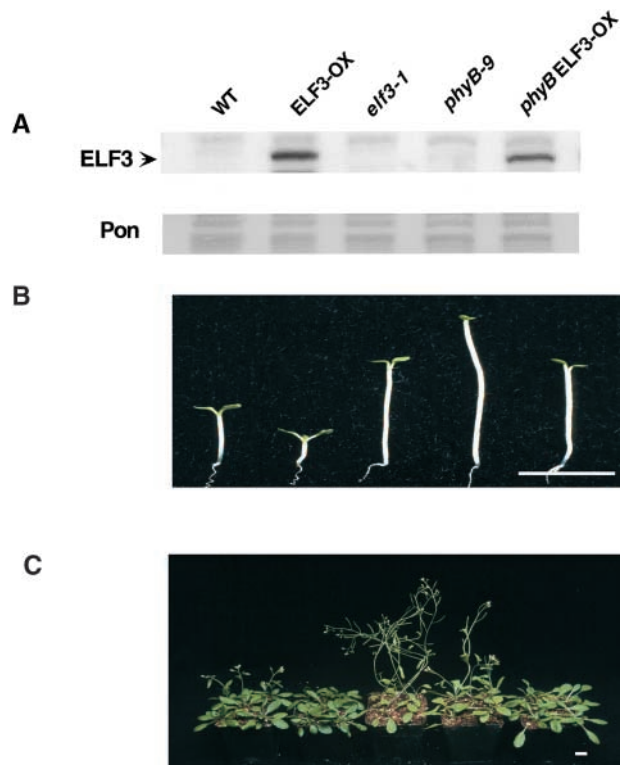 WT
ELF3-OX
elf3-1
phyB-9
phyB ELF3-OX
A
ELF3
Pon
B
C